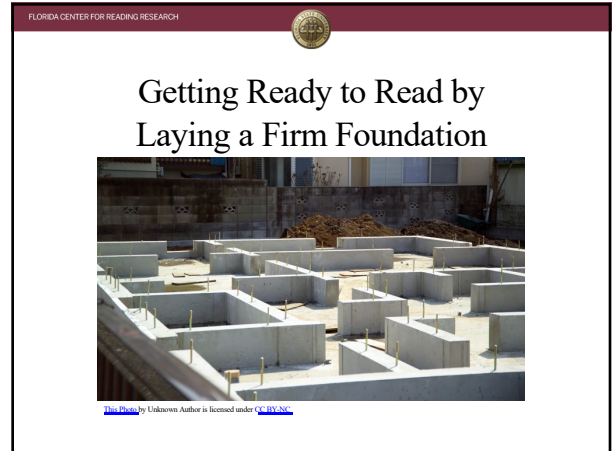 FLORIDA CENTER FOR READING RESEARCH
Getting Ready to Read by
Laying a Firm Foundation
This Photo by Unknown Author is licensed under CC BY-NC